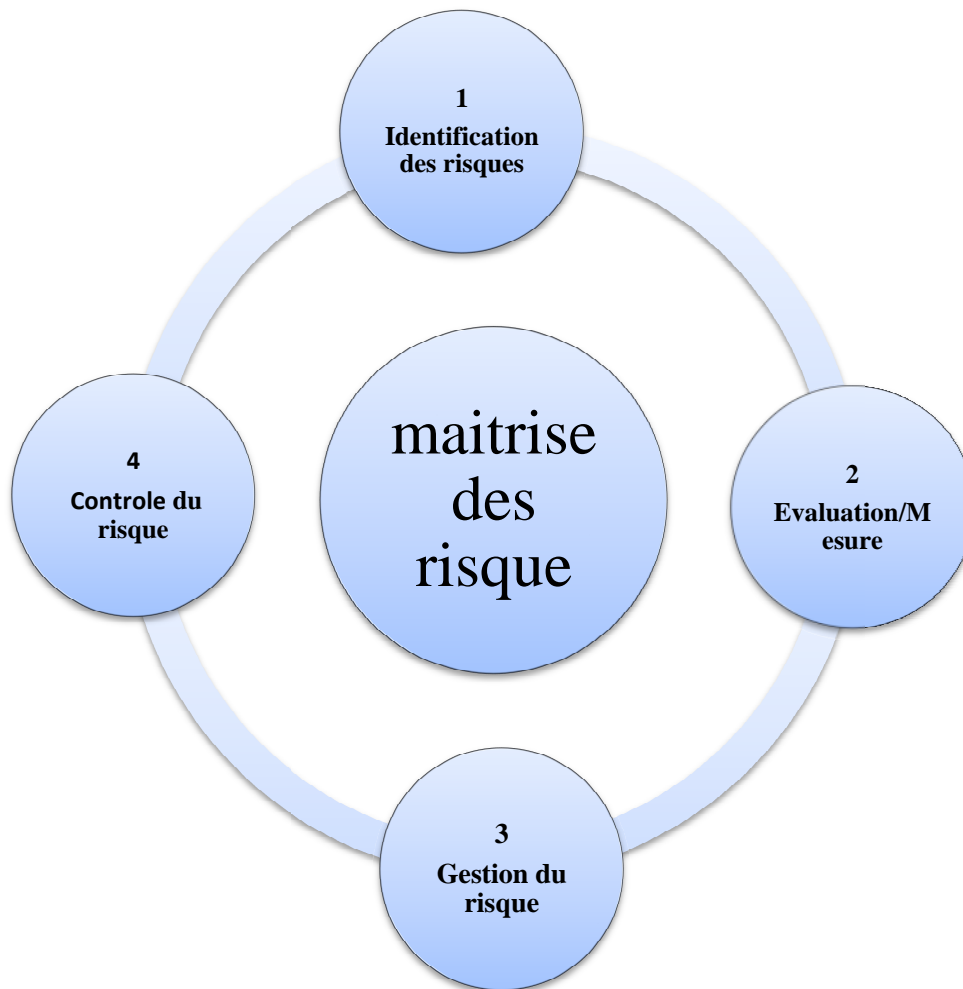 1
Identification
des risques
maitrise
des
risque
4
Controle du
risque
2
Evaluation/M
esure
3
Gestion du
risque